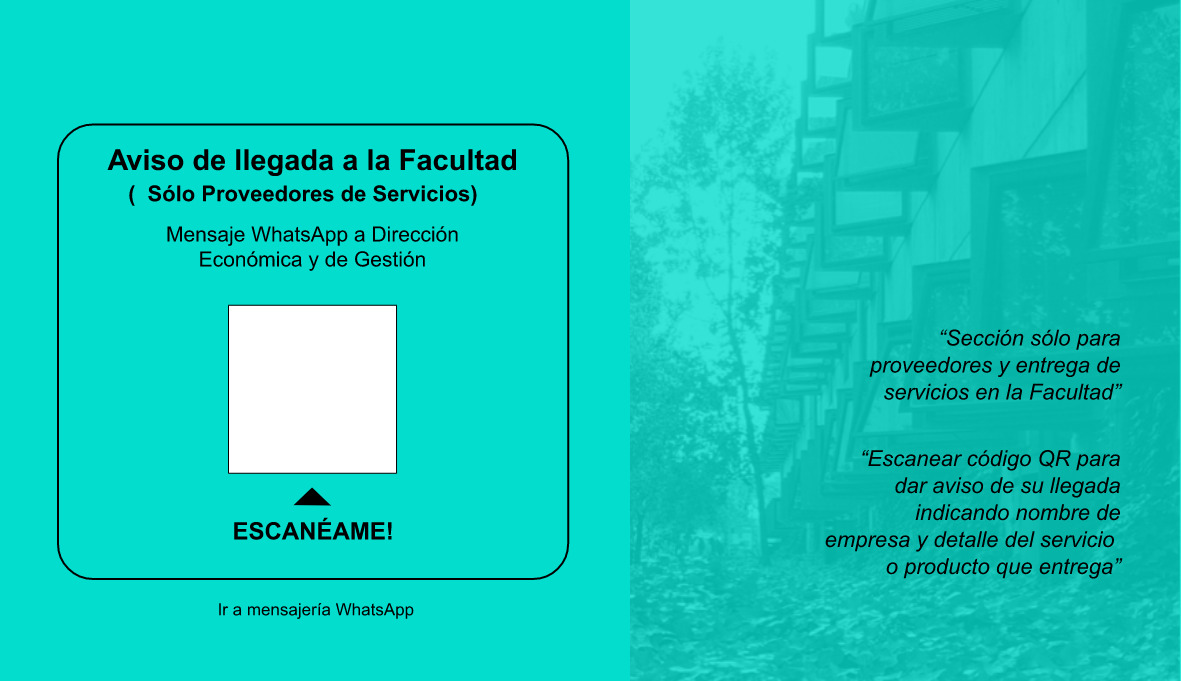 Aviso de llegada a la Facultad
( Sólo Proveedores de Servicios)
Mensaje WhatsApp a Dirección
Económica y de Gestión
ESCANÉAME!
Ir a mensajería WhatsApp
“Sección sólo para
proveedores y entrega de
servicios en la Facultad”
“Escanear código QR para
dar aviso de su llegada
indicando nombre de
empresa y detalle del servicio
o producto que entrega”